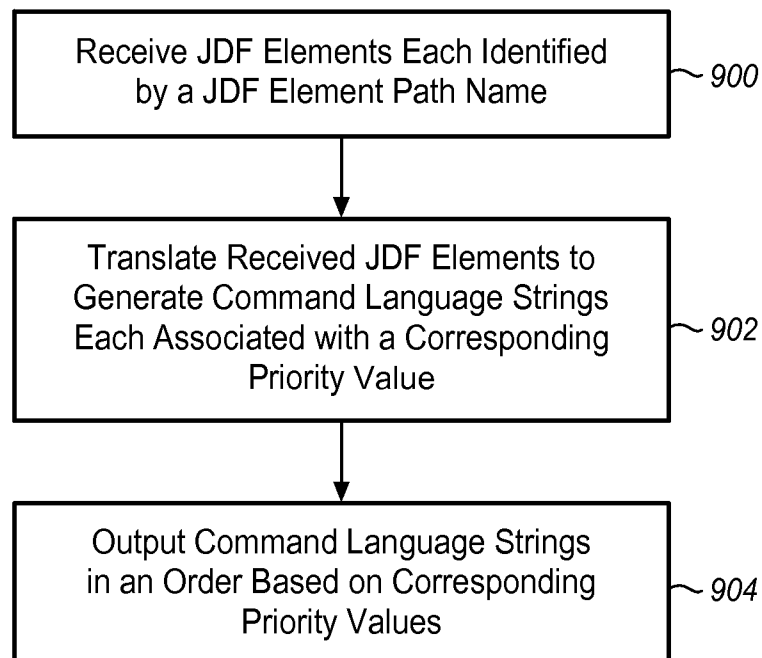 Receive JDF Elements Each Identified
by a JDF Element Path Name
900
Translate Received JDF Elements to
Generate Command Language Strings
Each Associated with a Corresponding
Priority Value
902
Output Command Language Strings
in an Order Based on Corresponding
Priority Values
904